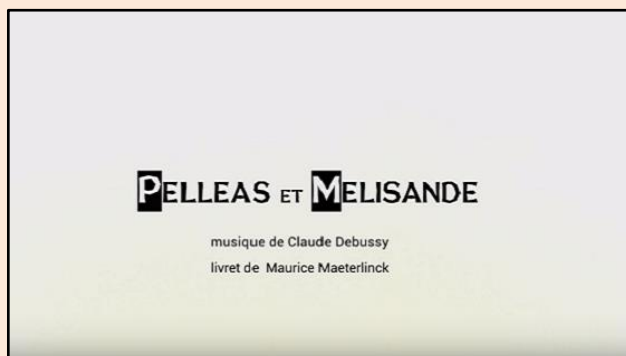 PELLEAS ET MELISANDE
musique de Claude Debussy
livret de Maurice Maeterlinck